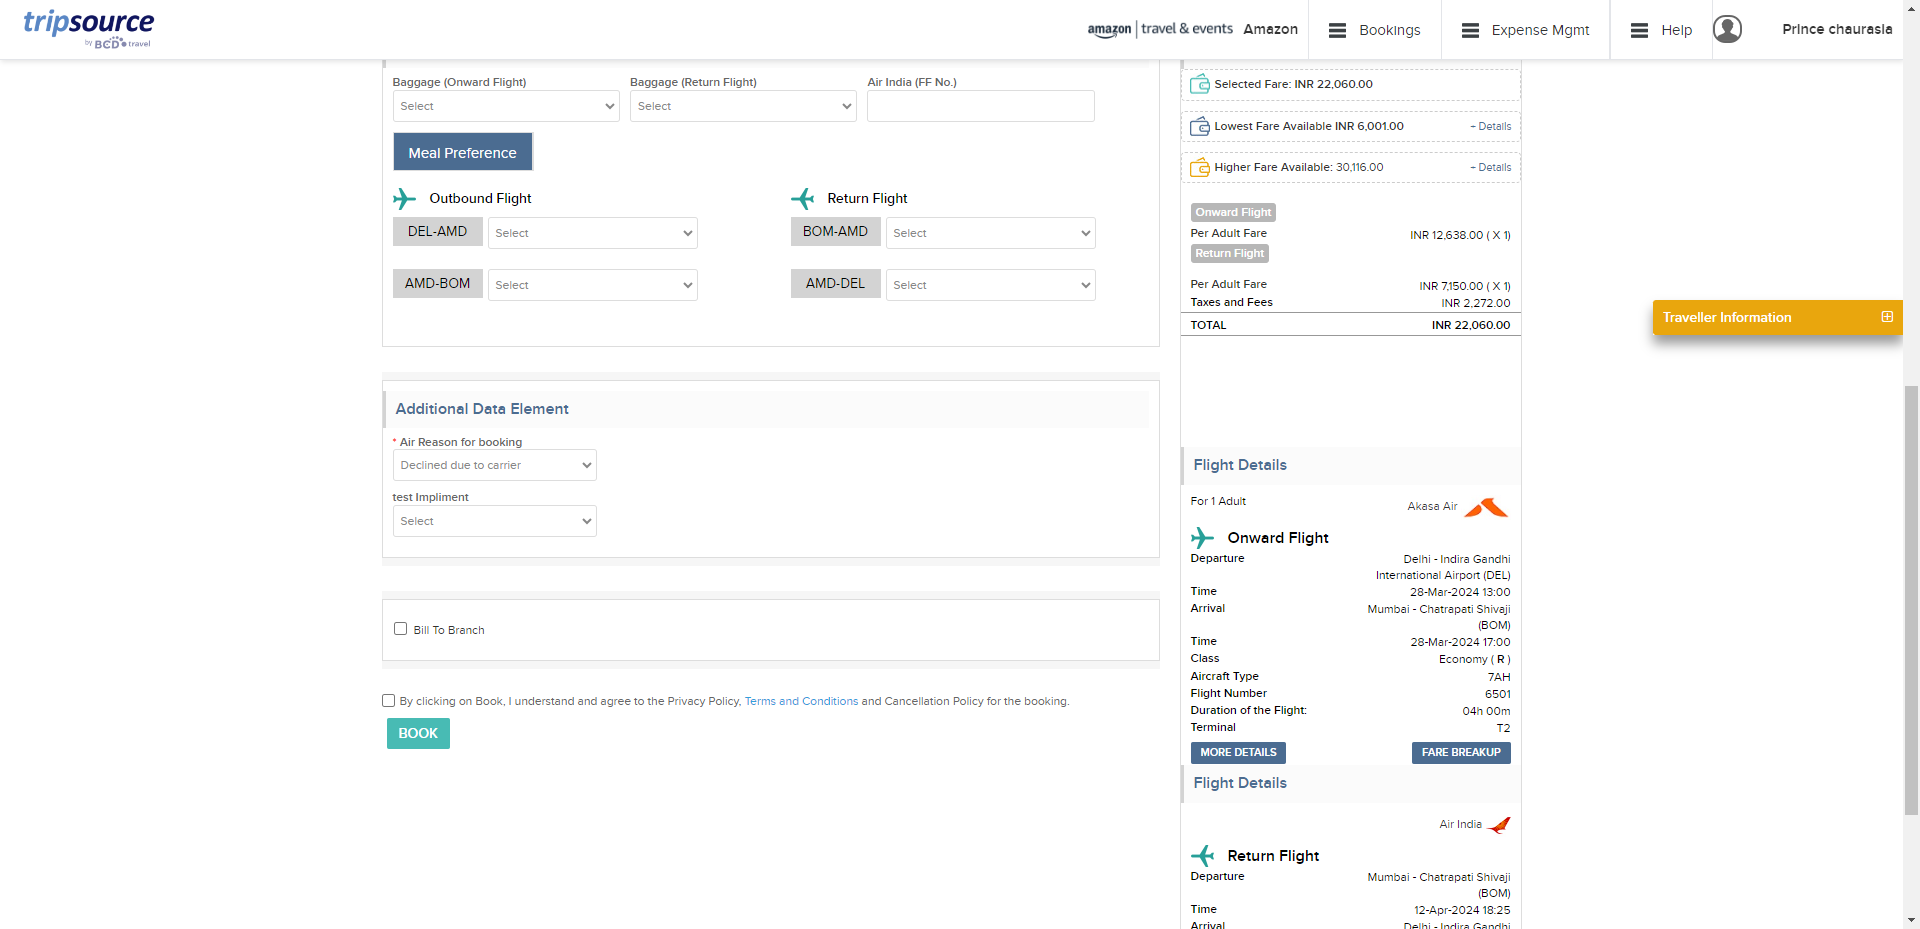 tripsource
by BCD travel
amazon | travel & events Amazon
Bookings
Expense Mgmt
Help
Prince chaurasia
Baggage (Onward Flight)
Baggage (Return Flight)
Air India (FF No.)
Select
Select
Meal Preference
Outbound Flight
Return Flight
DEL-AMD
Select
BOM-AMD
Select
AMD-BOM
Select
AMD-DEL
Select
Additional Data Element
* Air Reason for booking
Declined due to carrier
test Impliment
Select
Bill To Branch
By clicking on Book, I understand and agree to the Privacy Policy, Terms and Conditions and Cancellation Policy for the booking.
BOOK
Selected Fare: INR 22,060.00
Lowest Fare Available INR 6,001.00 + Details
Higher Fare Available: 30,116.00 + Details
Onward Flight
Per Adult Fare INR 12,638.00 ( X 1)
Return Flight
Per Adult Fare INR 7,150.00 ( X 1)
Taxes and Fees INR 2,272.00
TOTAL INR 22,060.00
Traveller Information
Flight Details
For 1 Adult
Akasa Air
Onward Flight
Departure Delhi - Indira Gandhi
International Airport (DEL)
Time 28-Mar-2024 13:00
Arrival Mumbai - Chatrapati Shivaji
(BOM)
Time 28-Mar-2024 17:00
Class Economy ( R )
Aircraft Type 7AH
Flight Number 6501
Duration of the Flight: 04h 00m
Terminal T2
MORE DETAILS
FARE BREAKUP
Flight Details
Air India
Return Flight
Departure Mumbai - Chatrapati Shivaji
(BOM)
Time 12-Apr-2024 18:25
Arrival Delhi - Indira Gandhi